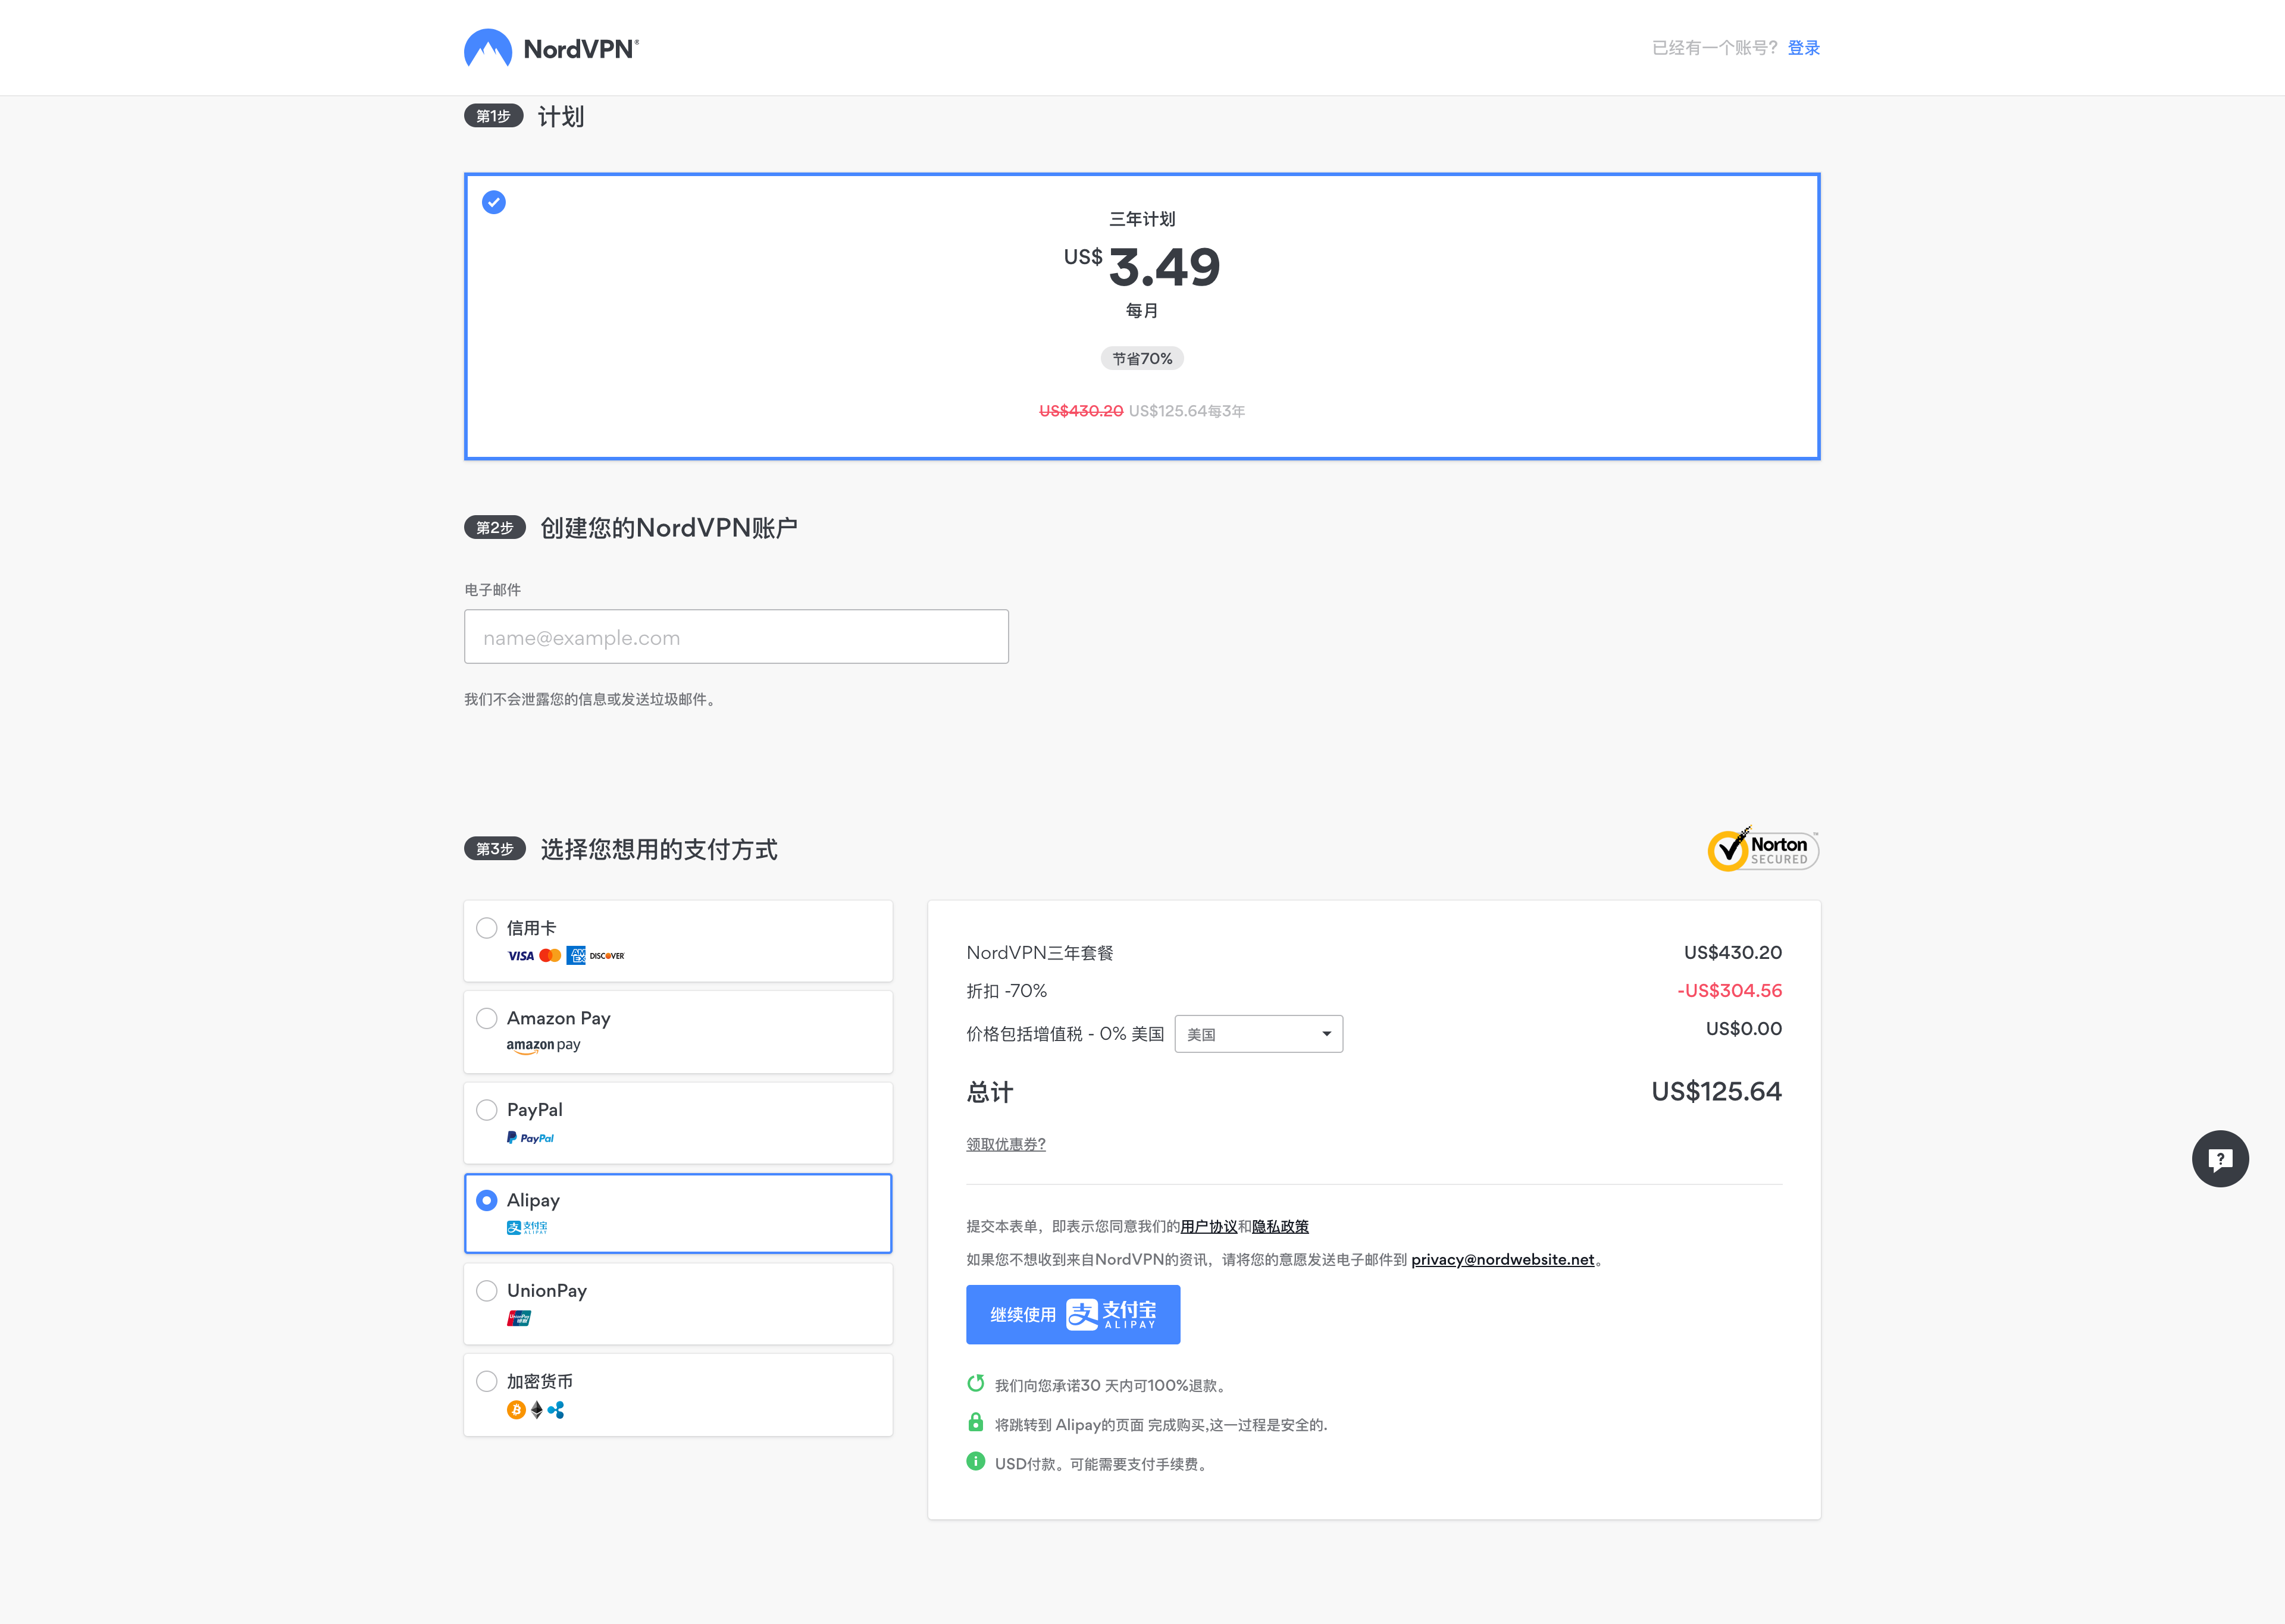 NordVPN®
已经有一个账号? 登录
第1步 计划
三年计划
US$ 3.49
每月
节省70%
US$430.20 US$125.64每3年
第2步 创建您的NordVPN账户
电子邮件
name@example.com
我们不会泄露您的信息或发送垃圾邮件。
第3步 选择您想用的支付方式
Norton™
SECURED
信用卡
VISA AMEX DISCOVER
Amazon Pay
amazon pay
PayPal
PayPal
Alipay
支 支付宝
ALIPAY
UnionPay
UnionPay
银联
加密货币
NordVPN三年套餐 US$430.20
折扣 -70% -US$304.56
价格包括增值税 - 0% 美国 美国 US$0.00
总计 US$125.64
领取优惠券?
提交本表单，即表示您同意我们的用户协议和隐私政策
如果您不想收到来自NordVPN的资讯，请将您的意愿发送电子邮件到 privacy@nordwebsite.net。
继续使用 支 支付宝
ALIPAY
我们向您承诺30 天内可100%退款。
将跳转到 Alipay的页面 完成购买,这一过程是安全的.
USD付款。可能需要支付手续费。